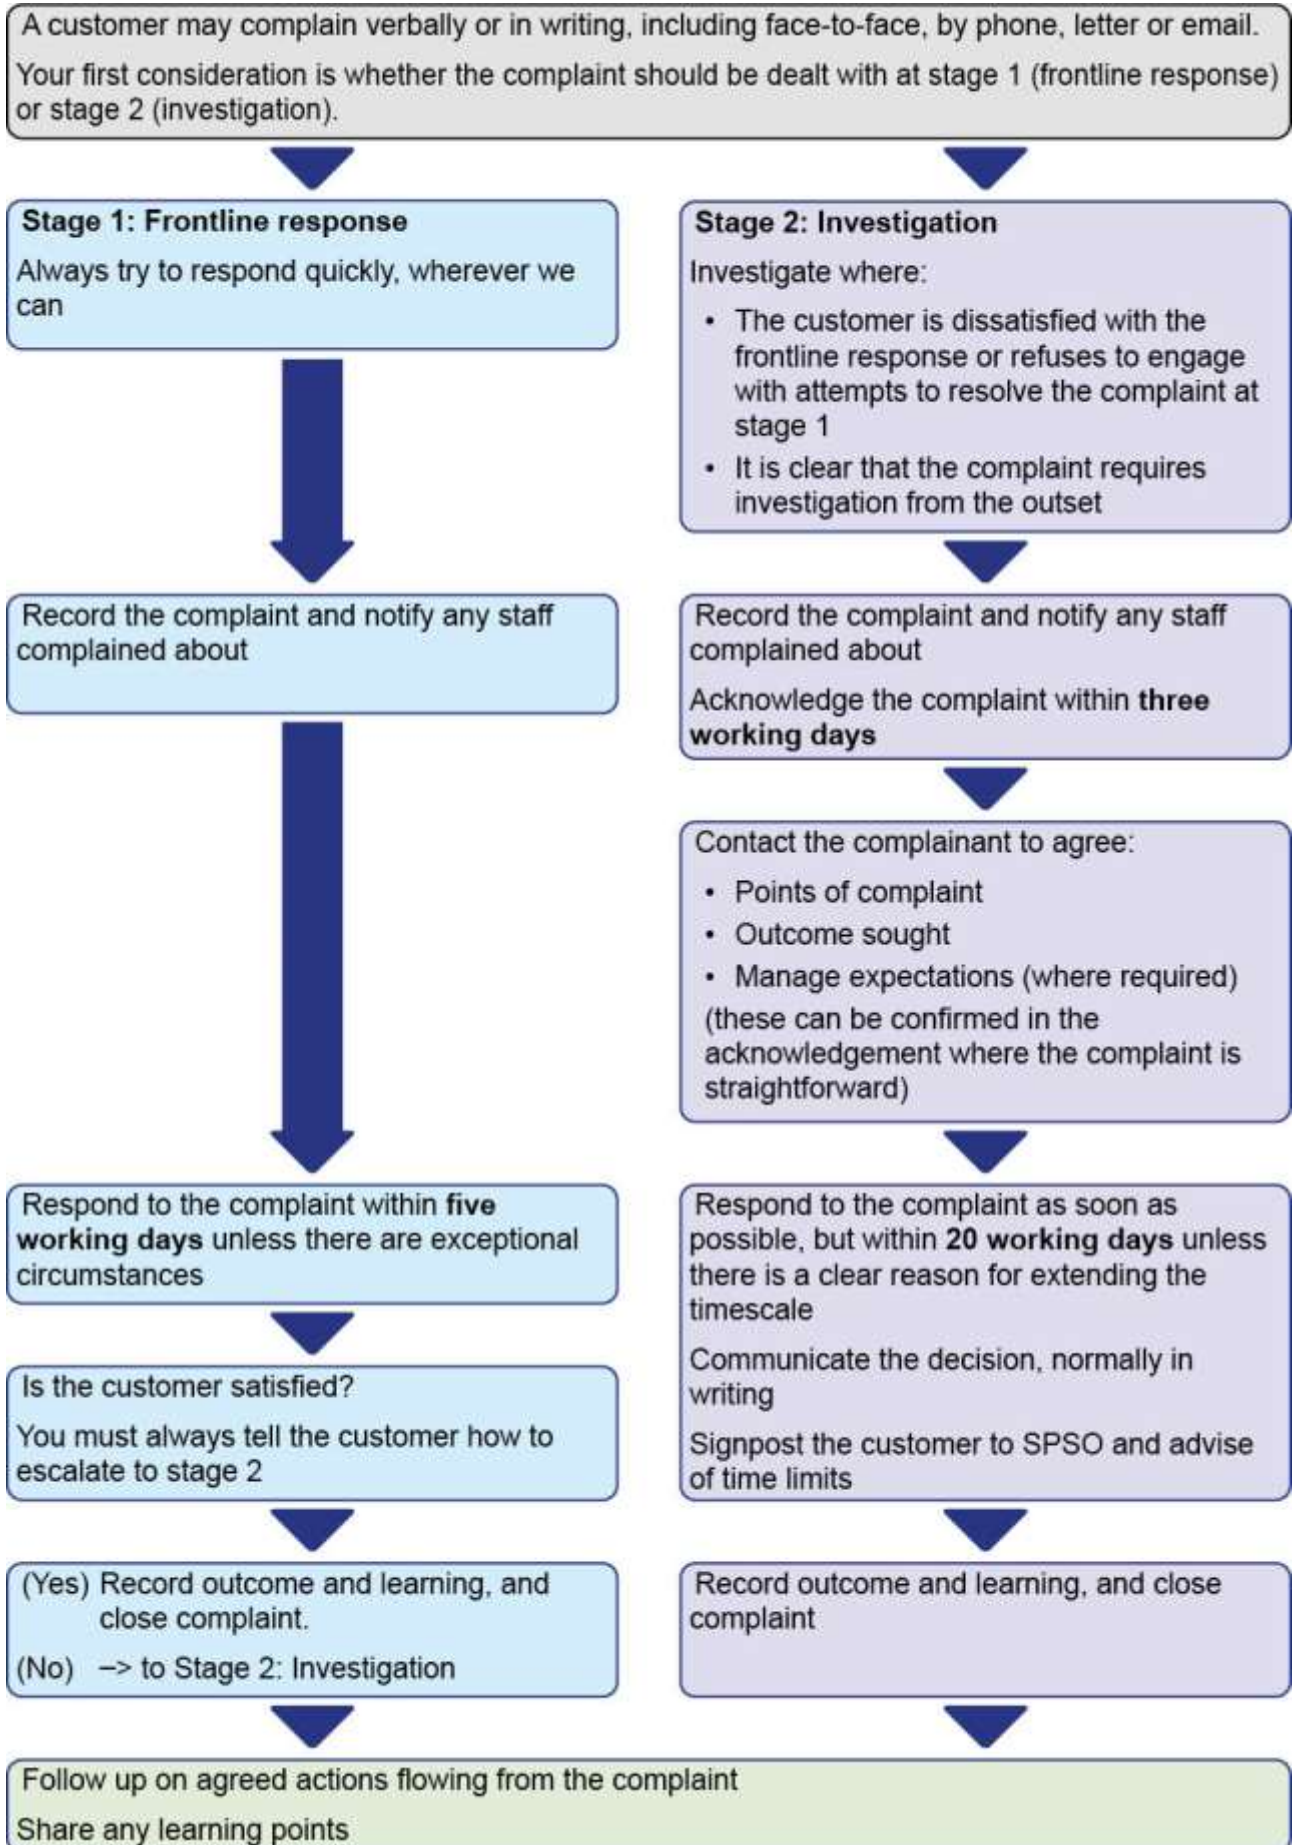 A customer may complain verbally or in writing, including face-to-face, by phone, letter or email.
Your first consideration is whether the complaint should be dealt with at stage 1 (frontline response)
or stage 2 (investigation).
Stage 1: Frontline response
Always try to respond quickly, wherever we
can
Record the complaint and notify any staff
complained about
Respond to the complaint within five
working days unless there are exceptional
circumstances
Is the customer satisfied?
You must always tell the customer how to
escalate to stage 2
(Yes) Record outcome and learning, and
close complaint.
(No) –> to Stage 2: Investigation
Stage 2: Investigation
Investigate where:
• The customer is dissatisfied with the
frontline response or refuses to engage
with attempts to resolve the complaint at
stage 1
• It is clear that the complaint requires
investigation from the outset
Record the complaint and notify any staff
complained about
Acknowledge the complaint within three
working days
Contact the complainant to agree:
• Points of complaint
• Outcome sought
• Manage expectations (where required)
(these can be confirmed in the
acknowledgement where the complaint is
straightforward)
Respond to the complaint as soon as
possible, but within 20 working days unless
there is a clear reason for extending the
timescale
Communicate the decision, normally in
writing
Signpost the customer to SPSO and advise
of time limits
Record outcome and learning, and close
complaint
Follow up on agreed actions flowing from the complaint
Share any learning points